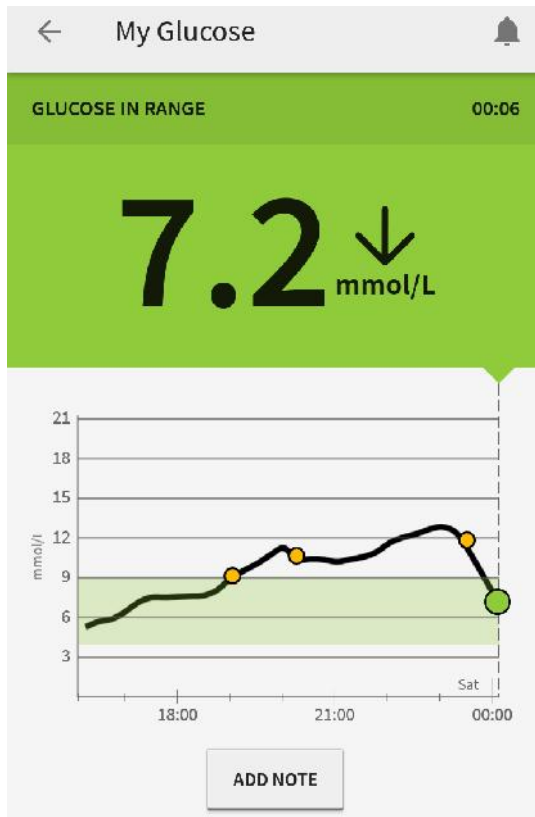 My Glucose
GLUCOSE IN RANGE 00:06
7.2 mmol/L
mmol/l
21
18
15
12
9
6
3
Sat
18:00 21:00 00:00
ADD NOTE